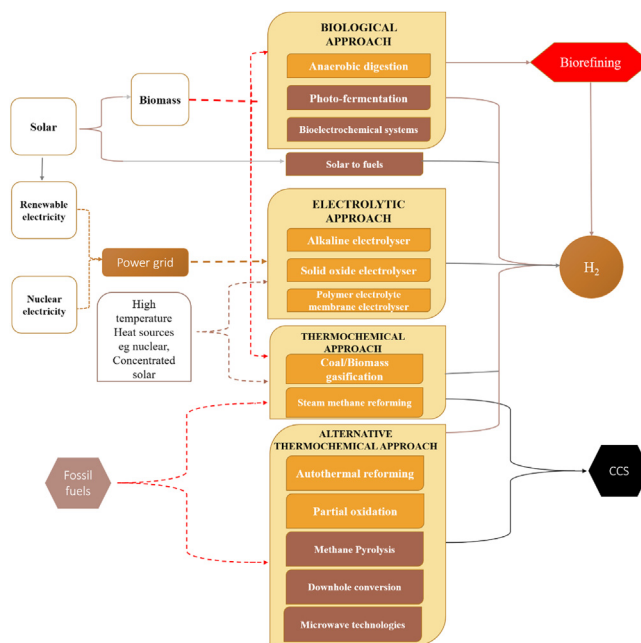 BIOLOGICAL
APPROACH
Anaerobic digestion
Photo-fermentation
Bioelectrochemical systems
Biorefining
Biomass
Solar
Solar to fuels
Renewable
electricity
ELECTROLYTIC
APPROACH
Alkaline electrolyser
Solid oxide electrolyser
Polymer electrolyte
membrane electrolyser
Power grid
H2
Nuclear
electricity
High
temperature
Heat sources
eg nuclear,
Concentrated
solar
THERMOCHEMICAL
APPROACH
Coal/Biomass
gasification
Steam methane reforming
ALTERNATIVE
THERMOCHEMICAL APPROACH
Autothermal reforming
Partial oxidation
Methane Pyrolysis
Downhole conversion
Microwave technologies
Fossil
fuels
CCS